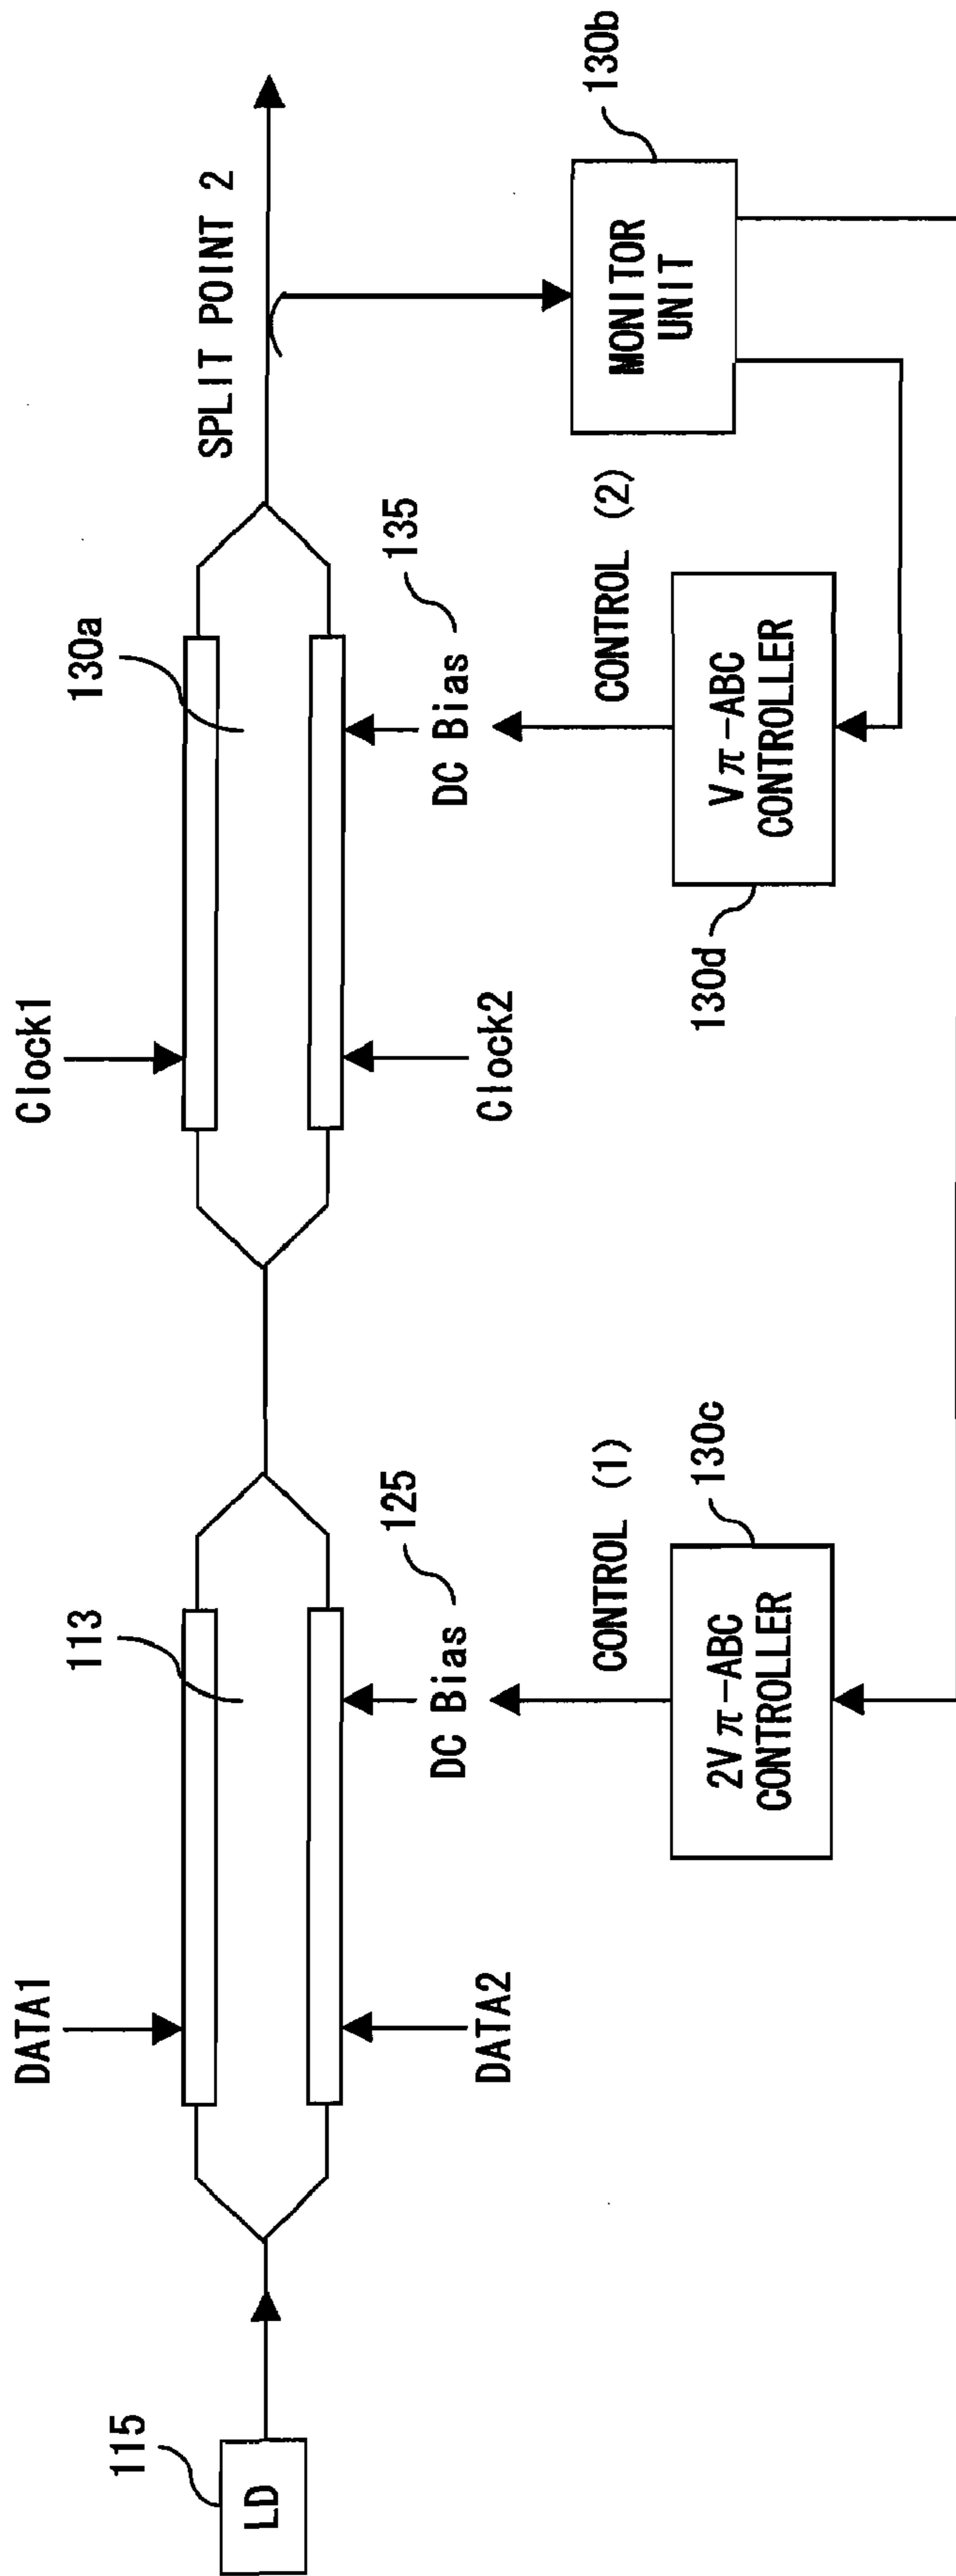 Clock1
130a
SPLIT POINT 2
DATA1
113
115
LD
DATA2
DC Bias
125
Clock2
DC Bias
135
CONTROL (1)
CONTROL (2)
MONITOR
UNIT
130b
2Vπ-ABC
CONTROLLER
130c
Vπ-ABC
CONTROLLER
130d